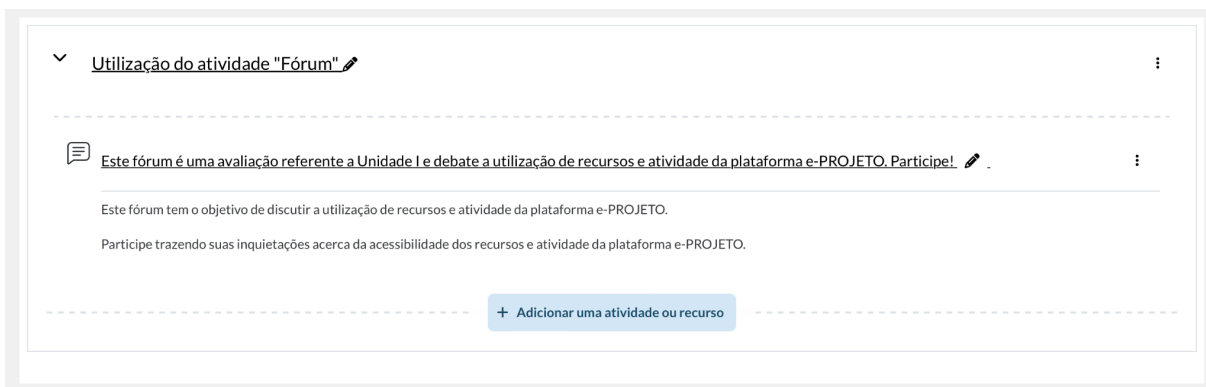 Utilização do atividade "Fórum"
Este fórum é uma avaliação referente a Unidade I e debate a utilização de recursos e atividade da plataforma e-PROJETO. Participe!
Este fórum tem o objetivo de discutir a utilização de recursos e atividade da plataforma e-PROJETO.
Participe trazendo suas inquietações acerca da acessibilidade dos recursos e atividade da plataforma e-PROJETO.
+ Adicionar uma atividade ou recurso